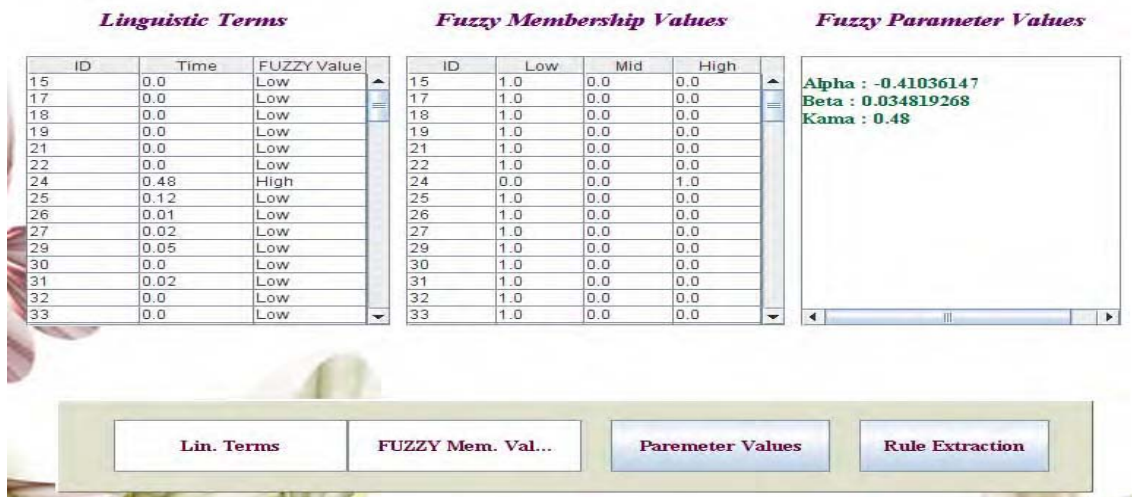 Linguistic Terms Fuzzy Membership Values Fuzzy Parameter Values
ID Time FUZZY Value ID Low Mid High
15 0.0 Low 15 1.0 0.0 0.0
17 0.0 Low 17 1.0 0.0 0.0
18 0.0 Low 18 1.0 0.0 0.0
19 0.0 Low 19 1.0 0.0 0.0
21 0.0 Low 21 1.0 0.0 0.0
22 0.0 Low 22 1.0 0.0 0.0
24 0.48 High 24 0.0 0.0 1.0
25 0.12 Low 25 1.0 0.0 0.0
26 0.01 Low 26 1.0 0.0 0.0
27 0.02 Low 27 1.0 0.0 0.0
29 0.05 Low 29 1.0 0.0 0.0
30 0.0 Low 30 1.0 0.0 0.0
31 0.02 Low 31 1.0 0.0 0.0
32 0.0 Low 32 1.0 0.0 0.0
33 0.0 Low 33 1.0 0.0 0.0
Alpha : -0.41036147
Beta : 0.034819268
Kama : 0.48
Lin. Terms FUZZY Mem. Val... Paremeter Values Rule Extraction